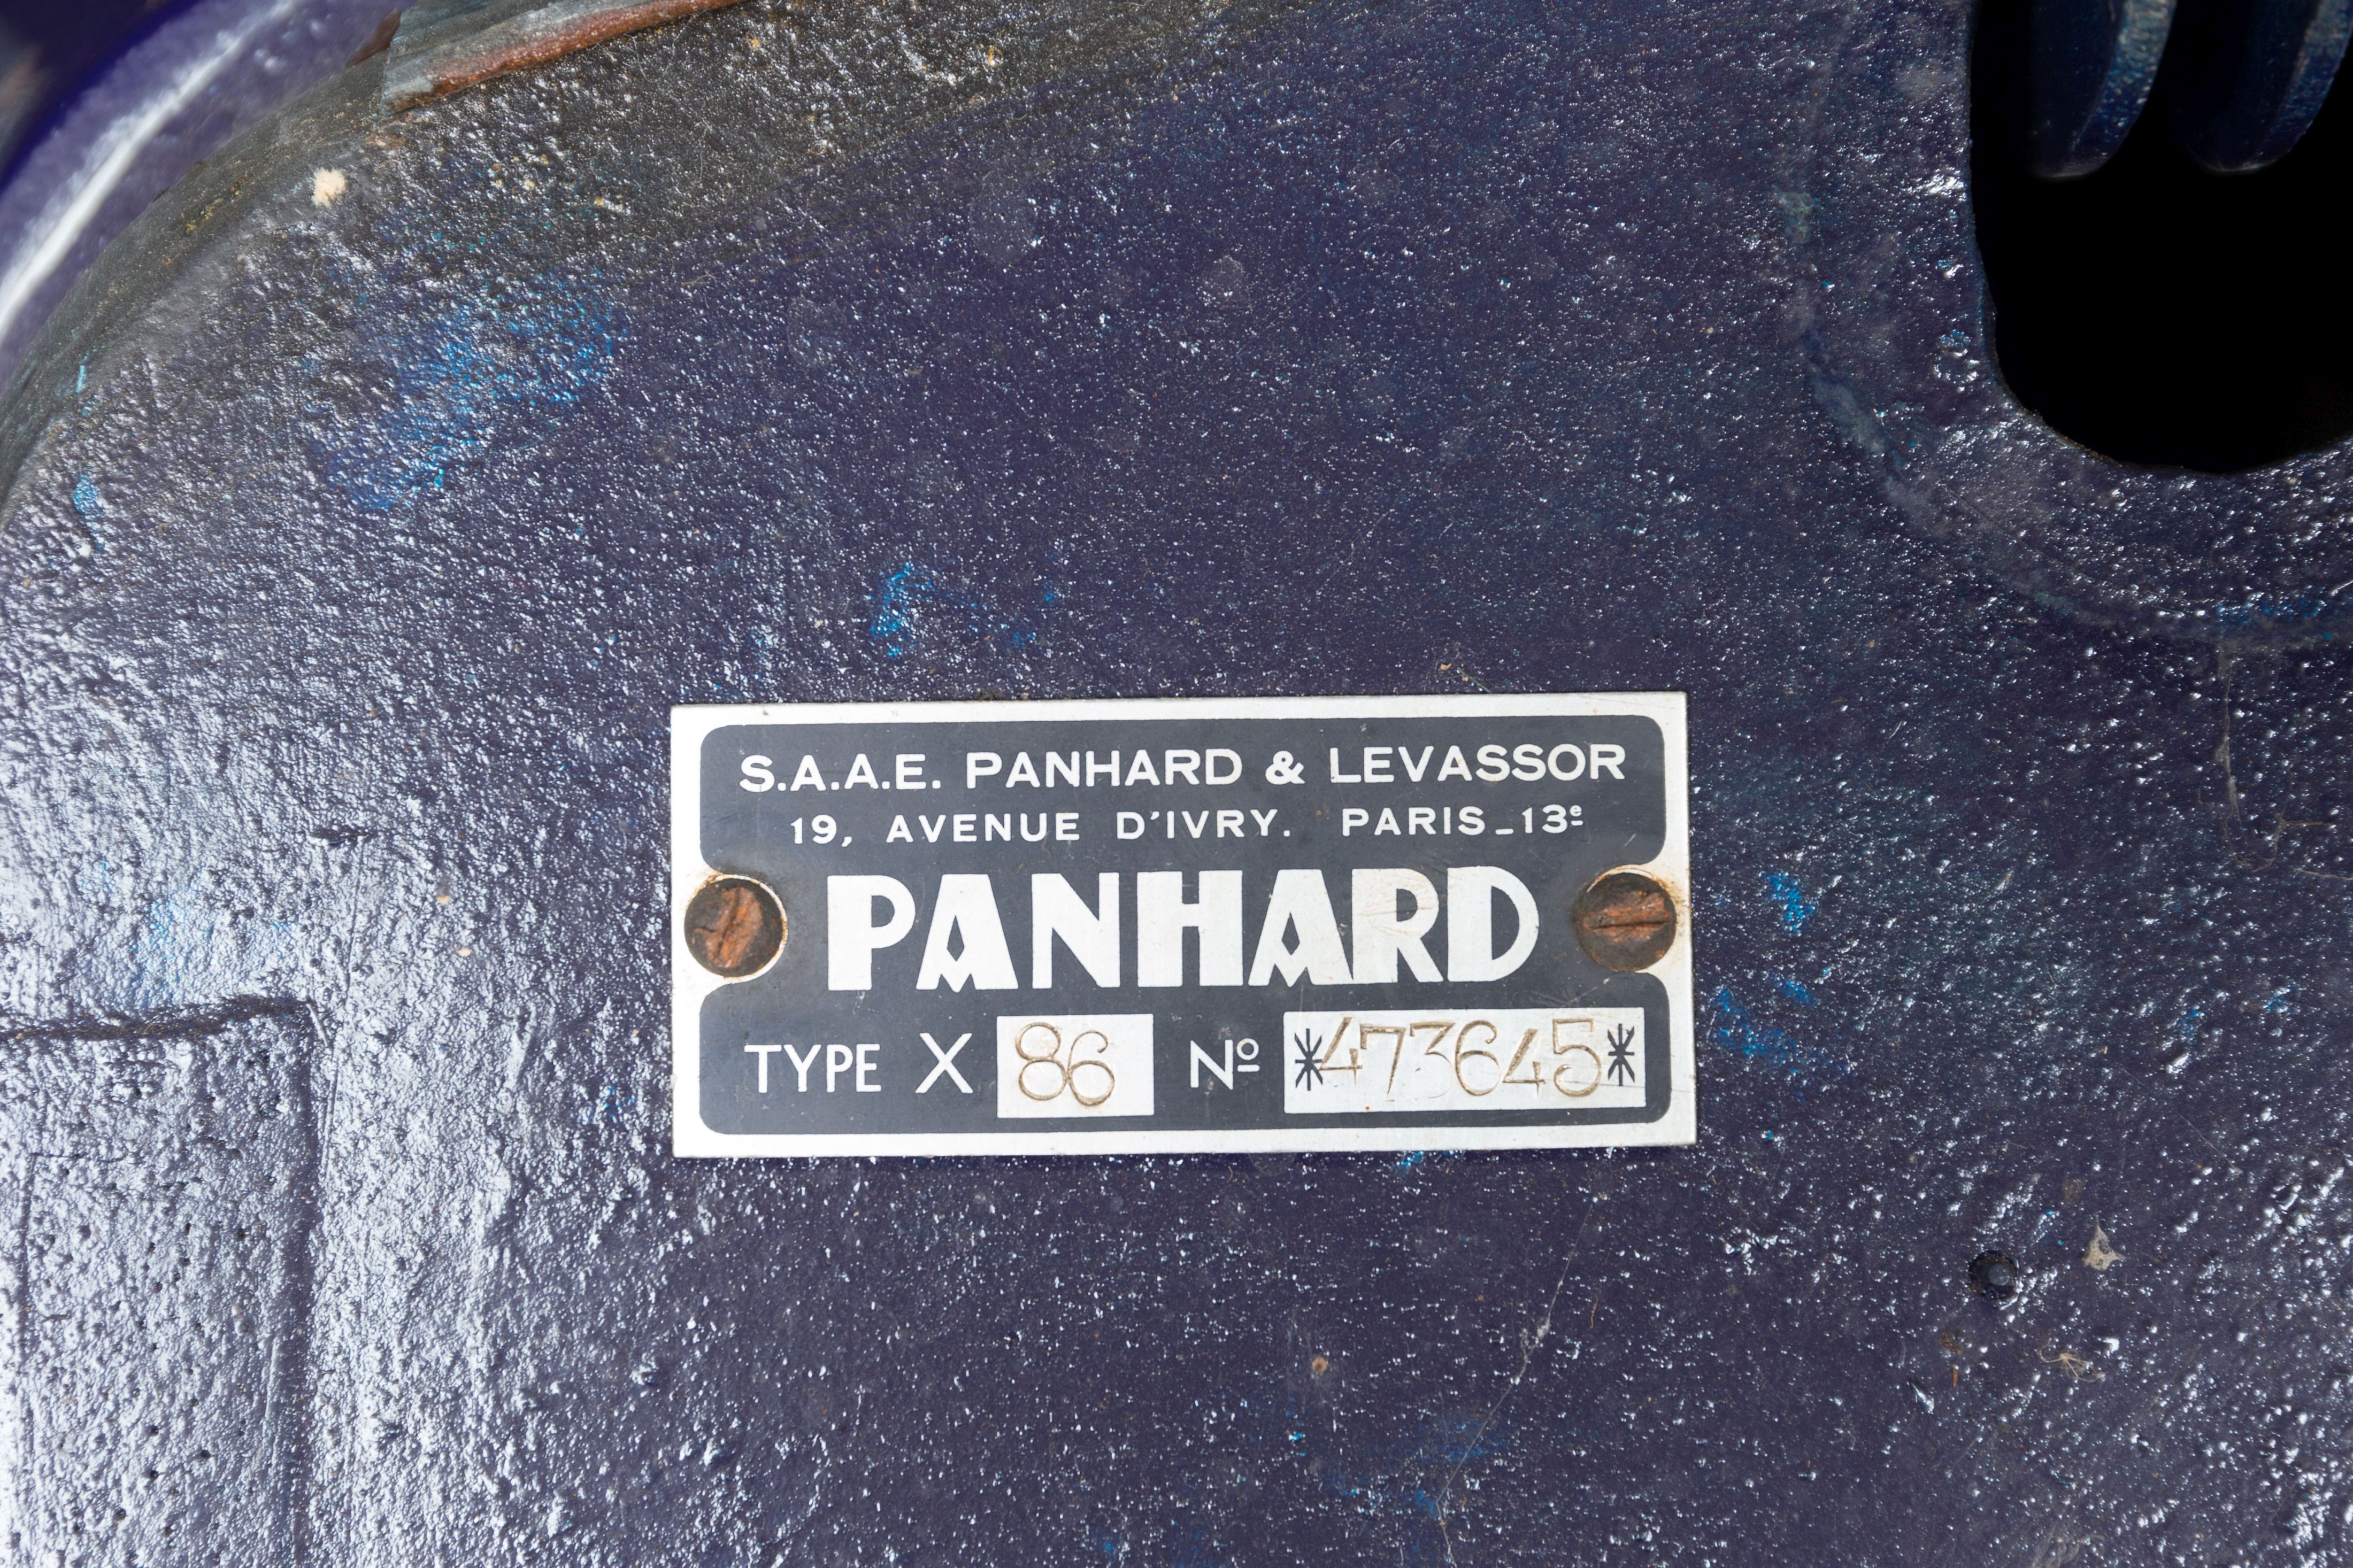 S.A.A.E. PANHARD & LEVASSOR
19, AVENUE D'IVRY. PARIS_13e
PANHARD
TYPE X 86 Nº *473645*